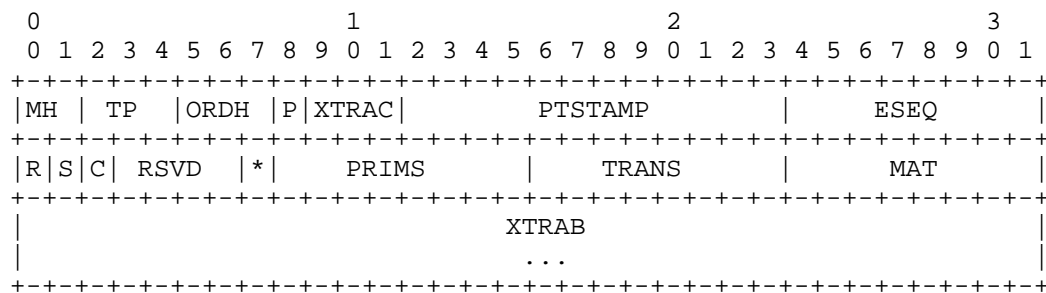 0                   1                   2                   3
 0 1 2 3 4 5 6 7 8 9 0 1 2 3 4 5 6 7 8 9 0 1 2 3 4 5 6 7 8 9 0 1
+-+-+-+-+-+-+-+-+-+-+-+-+-+-+-+-+-+-+-+-+-+-+-+-+-+-+-+-+-+-+-+-+
|MH | TP  |ORDH |P|XTRAC|        PTSTAMP        |     ESEQ      |
+-+-+-+-+-+-+-+-+-+-+-+-+-+-+-+-+-+-+-+-+-+-+-+-+-+-+-+-+-+-+-+-+
|R|S|C| RSVD  |*|    PRIMS      |    TRANS      |      MAT      |
+-+-+-+-+-+-+-+-+-+-+-+-+-+-+-+-+-+-+-+-+-+-+-+-+-+-+-+-+-+-+-+-+
|                              XTRAB                            |
|                               ...                             |
+-+-+-+-+-+-+-+-+-+-+-+-+-+-+-+-+-+-+-+-+-+-+-+-+-+-+-+-+-+-+-+-+